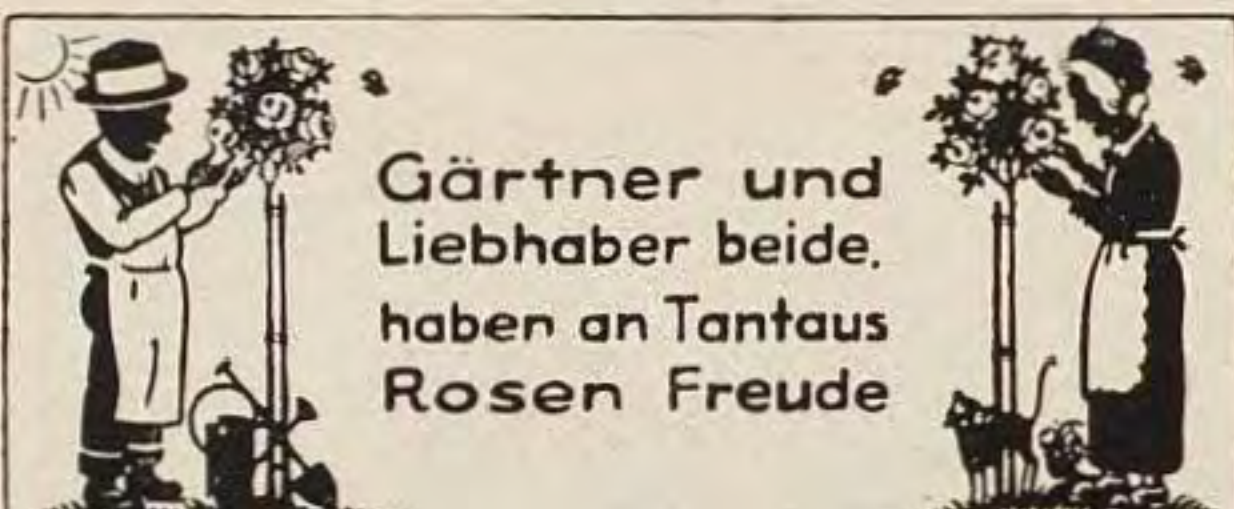 Gärtner und
Liebhaber beide,
haben an Tantaus
Rosen Freude